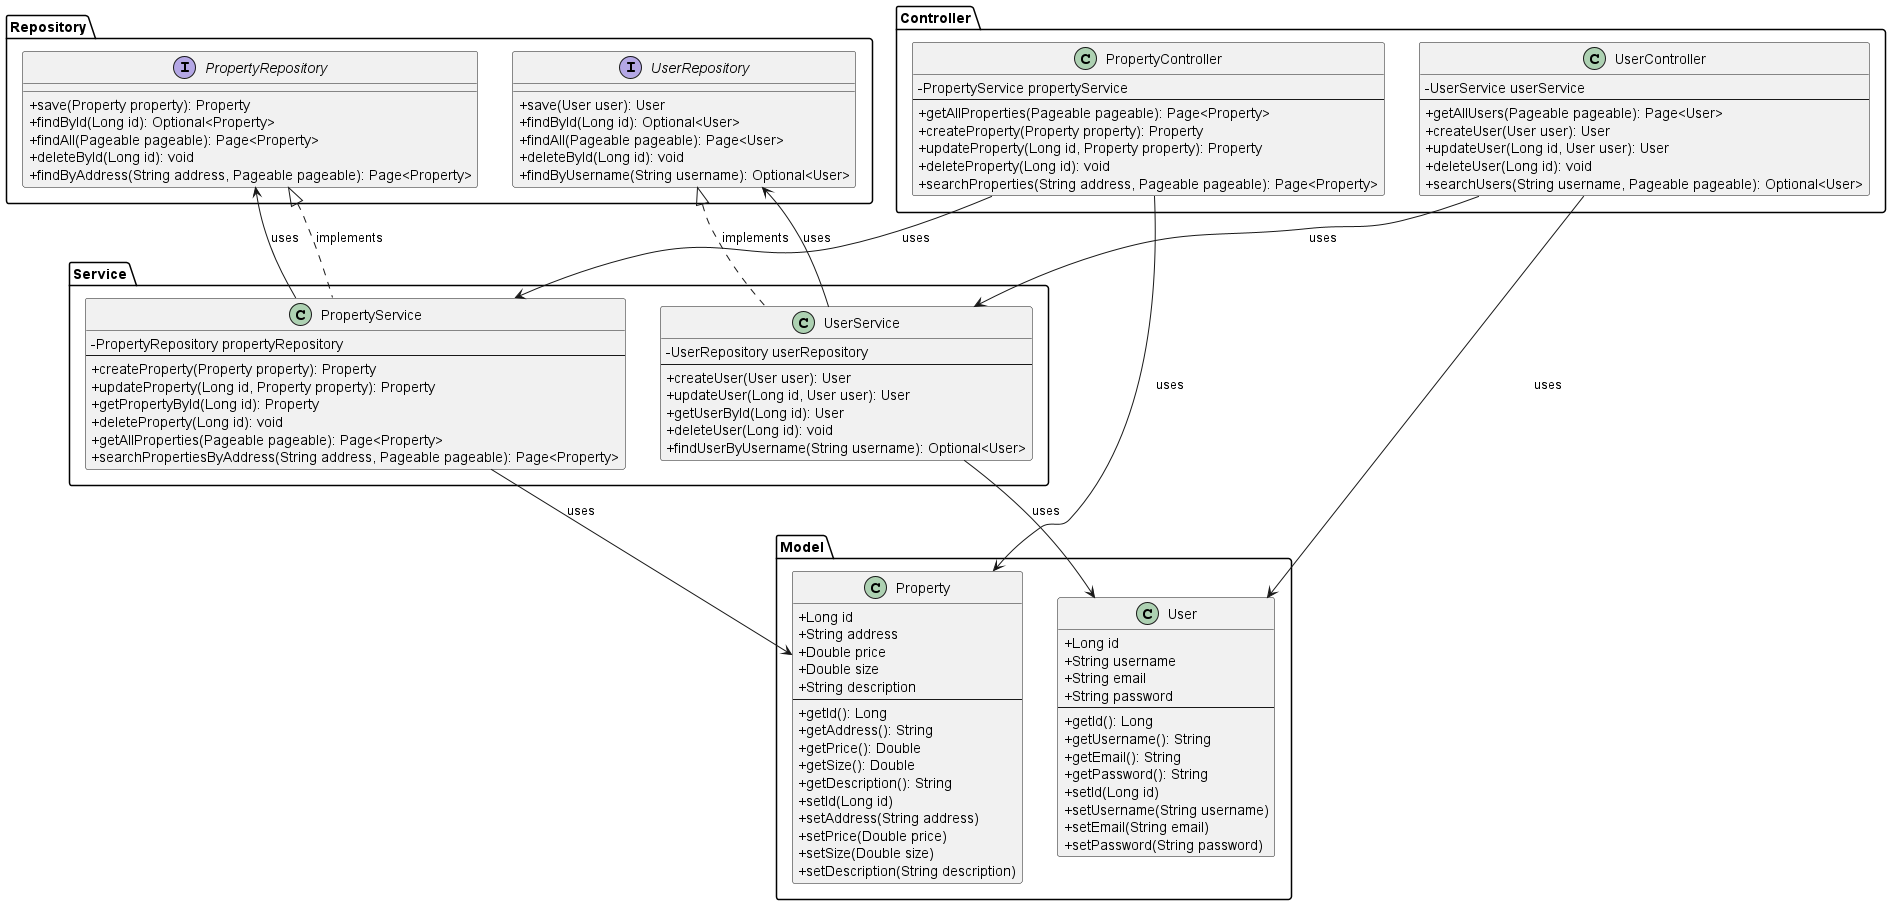 Repository
PropertyRepository
+save(Property property): Property
+findById(Long id): Optional<Property>
+findAll(Pageable pageable): Page<Property>
+deleteById(Long id): void
+findByAddress(String address, Pageable pageable): Page<Property>
UserRepository
+save(User user): User
+findById(Long id): Optional<User>
+findAll(Pageable pageable): Page<User>
+deleteById(Long id): void
+findByUsername(String username): Optional<User>
Controller
PropertyController
-PropertyService propertyService
+getAllProperties(Pageable pageable): Page<Property>
+createProperty(Property property): Property
+updateProperty(Long id, Property property): Property
+deleteProperty(Long id): void
+searchProperties(String address, Pageable pageable): Page<Property>
UserController
-UserService userService
+getAllUsers(Pageable pageable): Page<User>
+createUser(User user): User
+updateUser(Long id, User user): User
+deleteUser(Long id): void
+searchUsers(String username, Pageable pageable): Optional<User>
uses
implements
implements
uses
uses
uses
Service
PropertyService
-PropertyRepository propertyRepository
+createProperty(Property property): Property
+updateProperty(Long id, Property property): Property
+getPropertyById(Long id): Property
+deleteProperty(Long id): void
+getAllProperties(Pageable pageable): Page<Property>
+searchPropertiesByAddress(String address, Pageable pageable): Page<Property>
UserService
-UserRepository userRepository
+createUser(User user): User
+updateUser(Long id, User user): User
+getUserById(Long id): User
+deleteUser(Long id): void
+findUserByUsername(String username): Optional<User>
uses
uses
uses
uses
Model
Property
+Long id
+String address
+Double price
+Double size
+String description
+getId(): Long
+getAddress(): String
+getPrice(): Double
+getSize(): Double
+getDescription(): String
+setId(Long id)
+setAddress(String address)
+setPrice(Double price)
+setSize(Double size)
+setDescription(String description)
User
+Long id
+String username
+String email
+String password
+getId(): Long
+getUsername(): String
+getEmail(): String
+getPassword(): String
+setId(Long id)
+setUsername(String username)
+setEmail(String email)
+setPassword(String password)